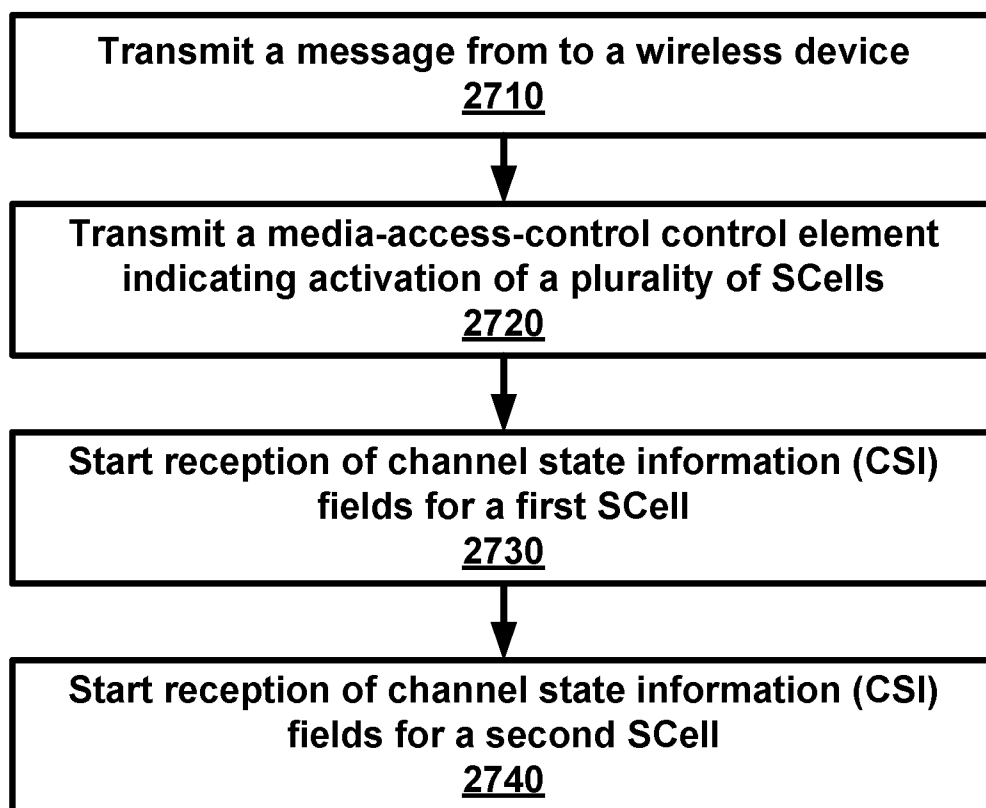 Transmit a message from to a wireless device
2710
Transmit a media-access-control control element
indicating activation of a plurality of SCells
2720
Start reception of channel state information (CSI)
fields for a first SCell
2730
Start reception of channel state information (CSI)
fields for a second SCell
2740